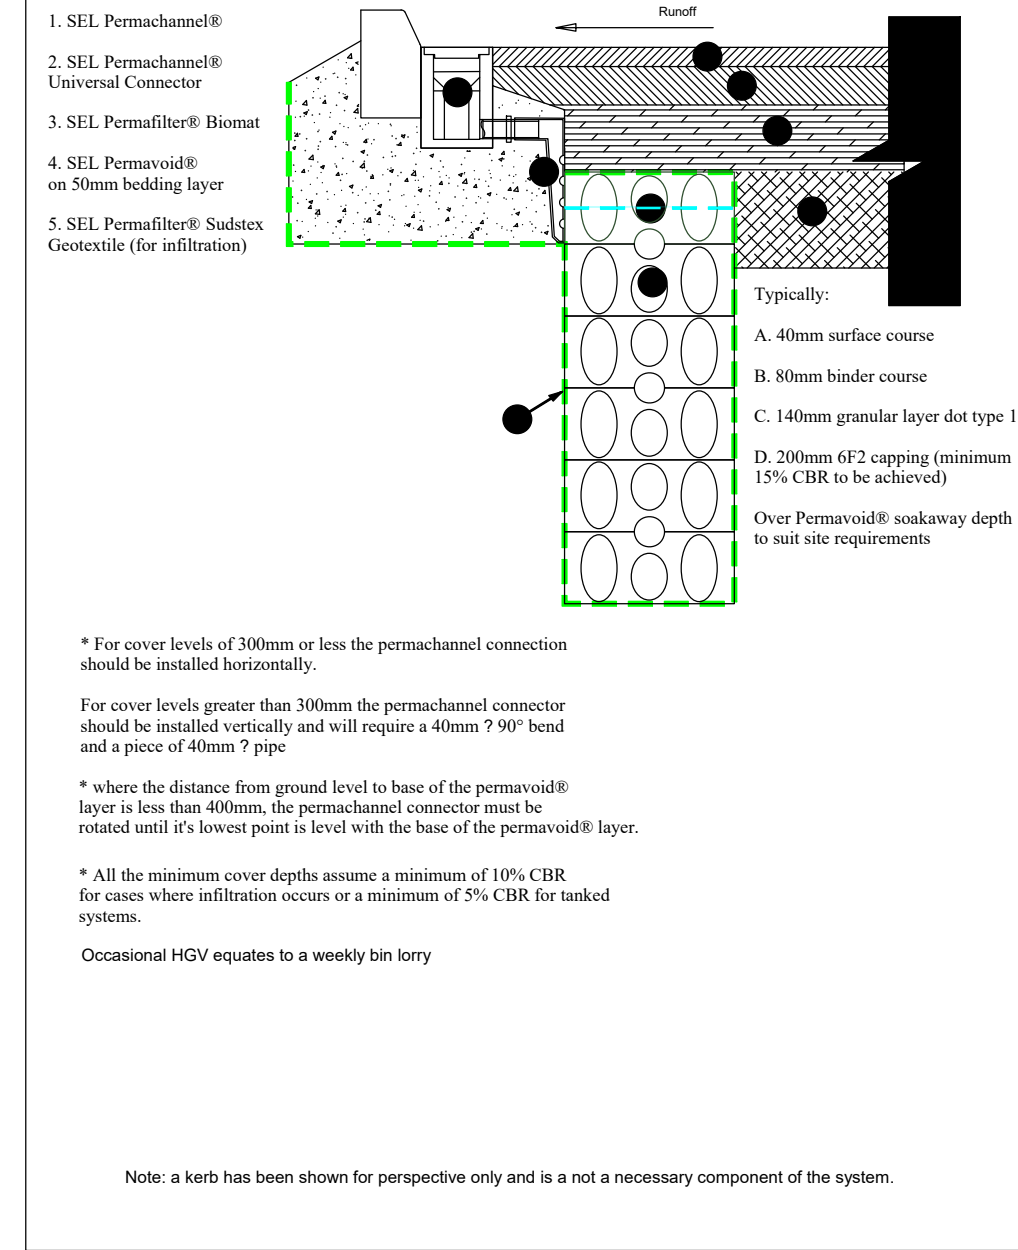 1. SEL Permachannel®
2. SEL Permachannel®
Universal Connector
3. SEL Permafilter® Biomat
4. SEL Permavoid®
on 50mm bedding layer
5. SEL Permafilter® Sudstex
Geotextile (for infiltration)
Runoff
Typically:
A. 40mm surface course
B. 80mm binder course
C. 140mm granular layer dot type 1
D. 200mm 6F2 capping (minimum
15% CBR to be achieved)
Over Permavoid® soakaway depth
to suit site requirements
* For cover levels of 300mm or less the permachannel connection
should be installed horizontally.
For cover levels greater than 300mm the permachannel connector
should be installed vertically and will require a 40mm ? 90° bend
and a piece of 40mm ? pipe
* where the distance from ground level to base of the permavoid®
layer is less than 400mm, the permachannel connector must be
rotated until it's lowest point is level with the base of the permavoid® layer.
* All the minimum cover depths assume a minimum of 10% CBR
for cases where infiltration occurs or a minimum of 5% CBR for tanked
systems.
Occasional HGV equates to a weekly bin lorry
Note: a kerb has been shown for perspective only and is a not a necessary component of the system.